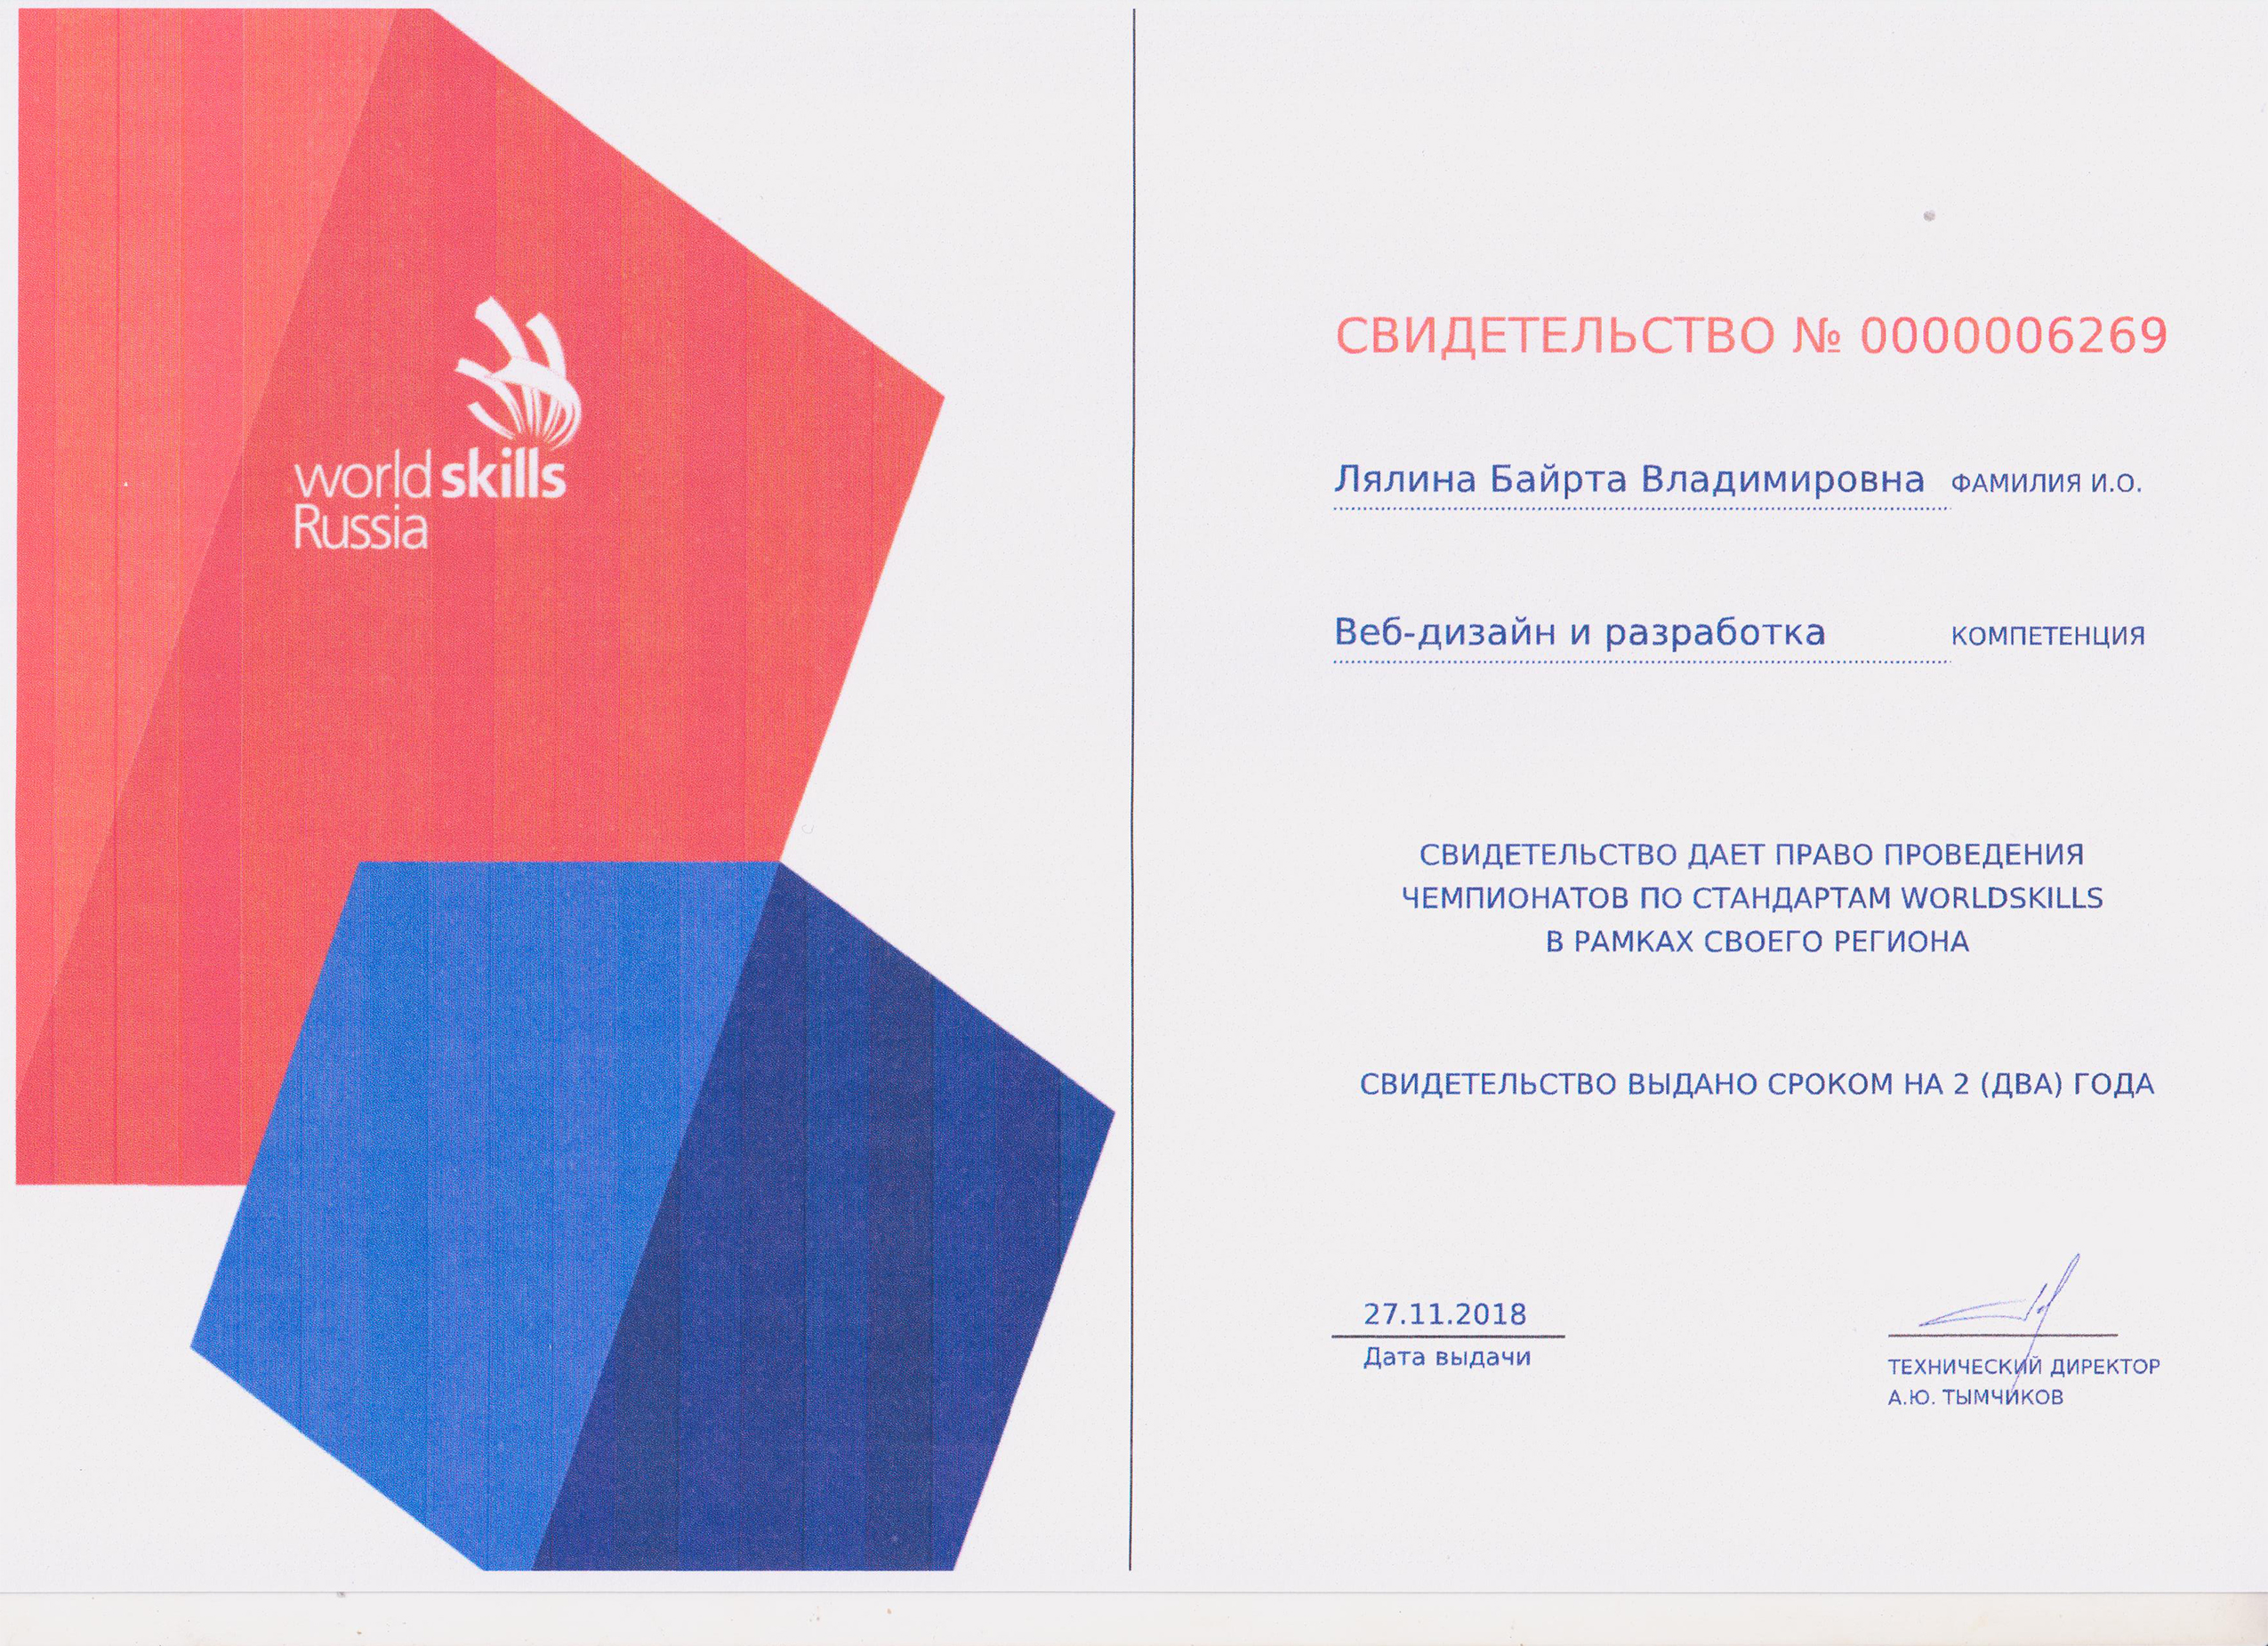 world skills
Russia
СВИДЕТЕЛЬСТВО № 0000006269
Лялина Байрта Владимировна ФАМИЛИЯ И.О.
Веб-дизайн и разработка КОМПЕТЕНЦИЯ
СВИДЕТЕЛЬСТВО ДАЕТ ПРАВО ПРОВЕДЕНИЯ
ЧЕМПИОНАТОВ ПО СТАНДАРТАМ WORLDSKILLS
В РАМКАХ СВОЕГО РЕГИОНА
СВИДЕТЕЛЬСТВО ВЫДАНО СРОКОМ НА 2 (ДВА) ГОДА
27.11.2018
Дата выдачи
ТЕХНИЧЕСКИЙ ДИРЕКТОР
А.Ю. ТЫМЧИКОВ